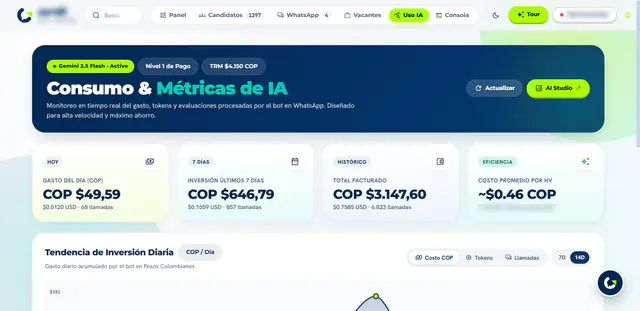 Busc
Panel
Candidatos 1297
WhatsApp 4
Vacantes
Uso IA
Consola
Tour
Gemini 2.5 Flash - Activo
Nivel 1 de Pago
TRM $4.150 COP
Consumo & Métricas de IA
Monitoreo en tiempo real del gasto, tokens y evaluaciones procesadas por el bot en WhatsApp. Diseñado
para alta velocidad y máximo ahorro.
Actualizar
AI Studio
HOY
GASTO DEL DÍA (COP)
COP $49,59
$0.0120 USD · 68 llamadas
7 DÍAS
INVERSIÓN ÚLTIMOS 7 DÍAS
COP $646,79
$0.1559 USD · 857 llamadas
HISTÓRICO
TOTAL FACTURADO
COP $3.147,60
$0.7585 USD · 6.823 llamadas
EFICIENCIA
COSTO PROMEDIO POR HV
~$0.46 COP
Tendencia de Inversión Diaria
COP / Día
Gasto diario acumulado por el bot en Pesos Colombianos
Costo COP
Tokens
Llamadas
7D
14D